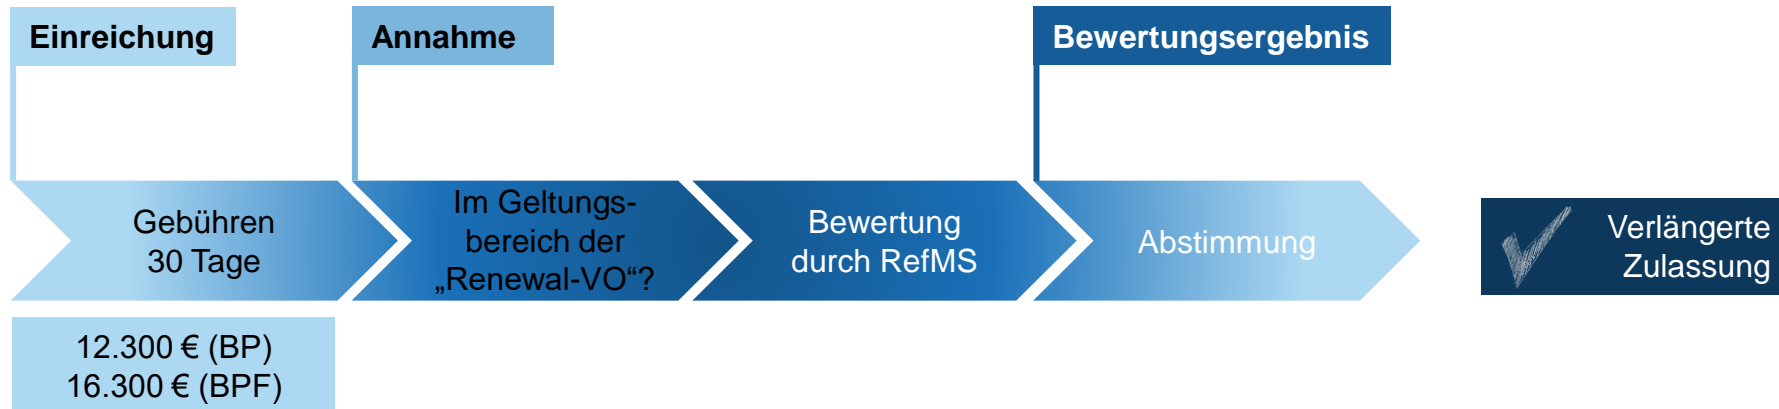 Einreichung
Annahme
Bewertungsergebnis
Gebühren
30 Tage
Im Geltungs-
bereich der
„Renewal-VO“?
Bewertung
durch RefMS
Abstimmung
Verlängerte
Zulassung
12.300 € (BP)
16.300 € (BPF)